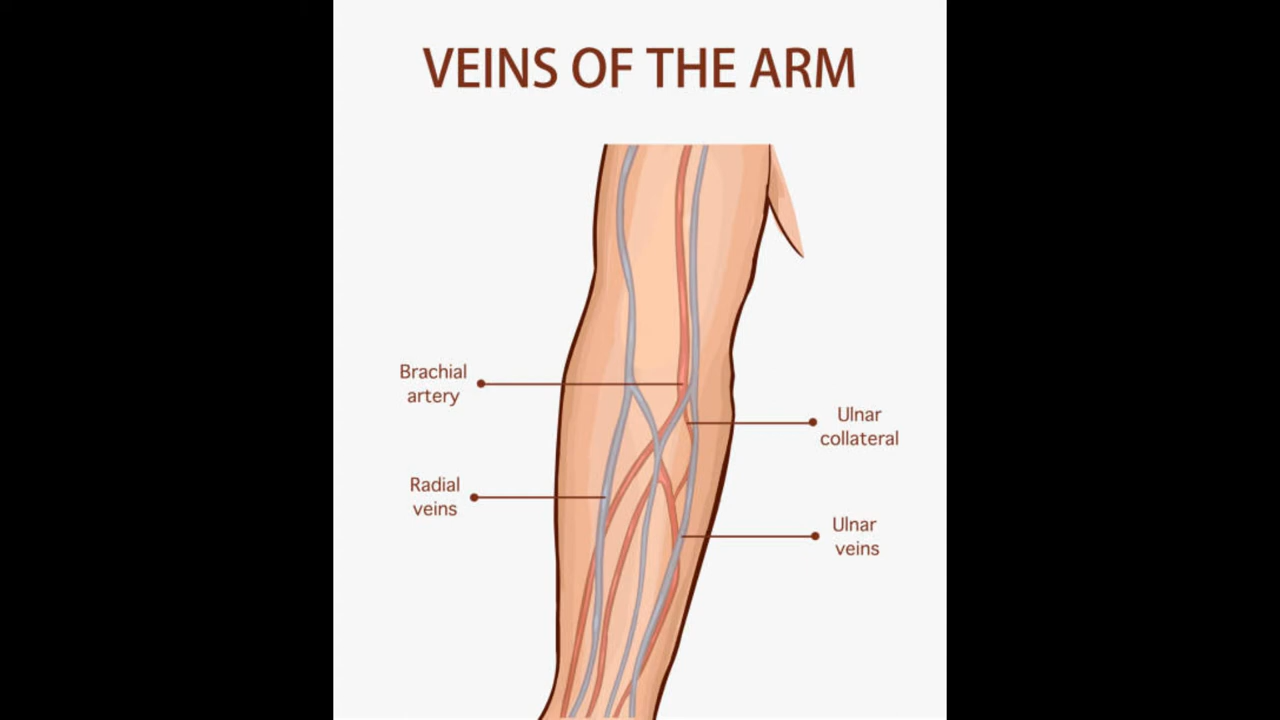 VEINS OF THE ARM
Brachial
artery
Ulnar
collateral
Radial
veins
Ulnar
veins